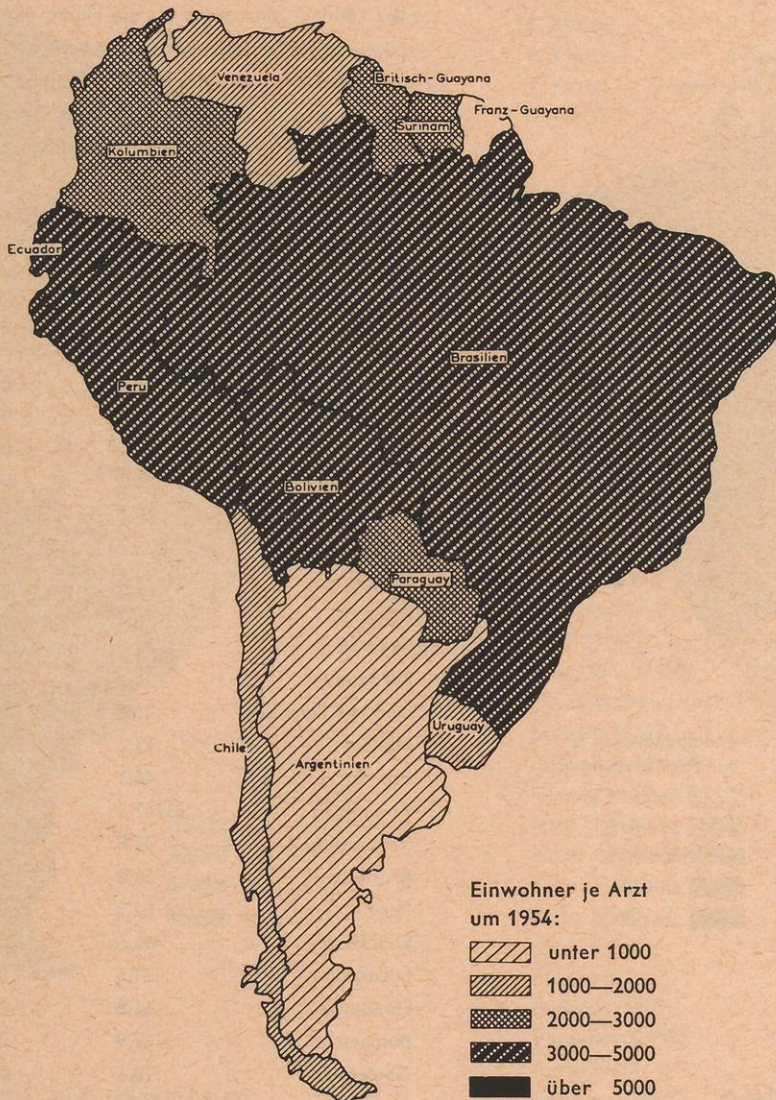 Venezuela
Britisch-Guayana
Franz-Guayana
Surinam
Kolumbien
Ecuador
Brasilien
Peru
Bolivien
Paraguay
Uruguay
Chile
Argentinien
Einwohner je Arzt
um 1954:
unter 1000
1000—2000
2000—3000
3000—5000
über 5000